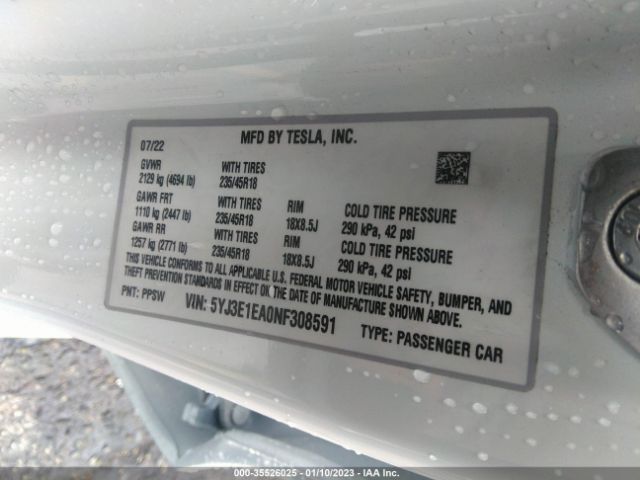 MFD BY TESLA, INC.
07/22
GVWR WITH TIRES
2129 kg (4694 lb) 235/45R18
GAWR FRT WITH TIRES RIM COLD TIRE PRESSURE
1110 kg (2447 lb) 235/45R18 18X8.5J 290 kPa, 42 psi
GAWR RR WITH TIRES RIM COLD TIRE PRESSURE
1257 kg (2771 lb) 235/45R18 18X8.5J 290 kPa, 42 psi
THIS VEHICLE CONFORMS TO ALL APPLICABLE U.S. FEDERAL MOTOR VEHICLE SAFETY, BUMPER, AND
THEFT PREVENTION STANDARDS IN EFFECT ON THE DATE OF MANUFACTURE SHOWN ABOVE.
PNT: PPSW VIN: 5YJ3E1EA0NF308591 TYPE: PASSENGER CAR
000-35526025 - 01/10/2023 - IAA Inc.